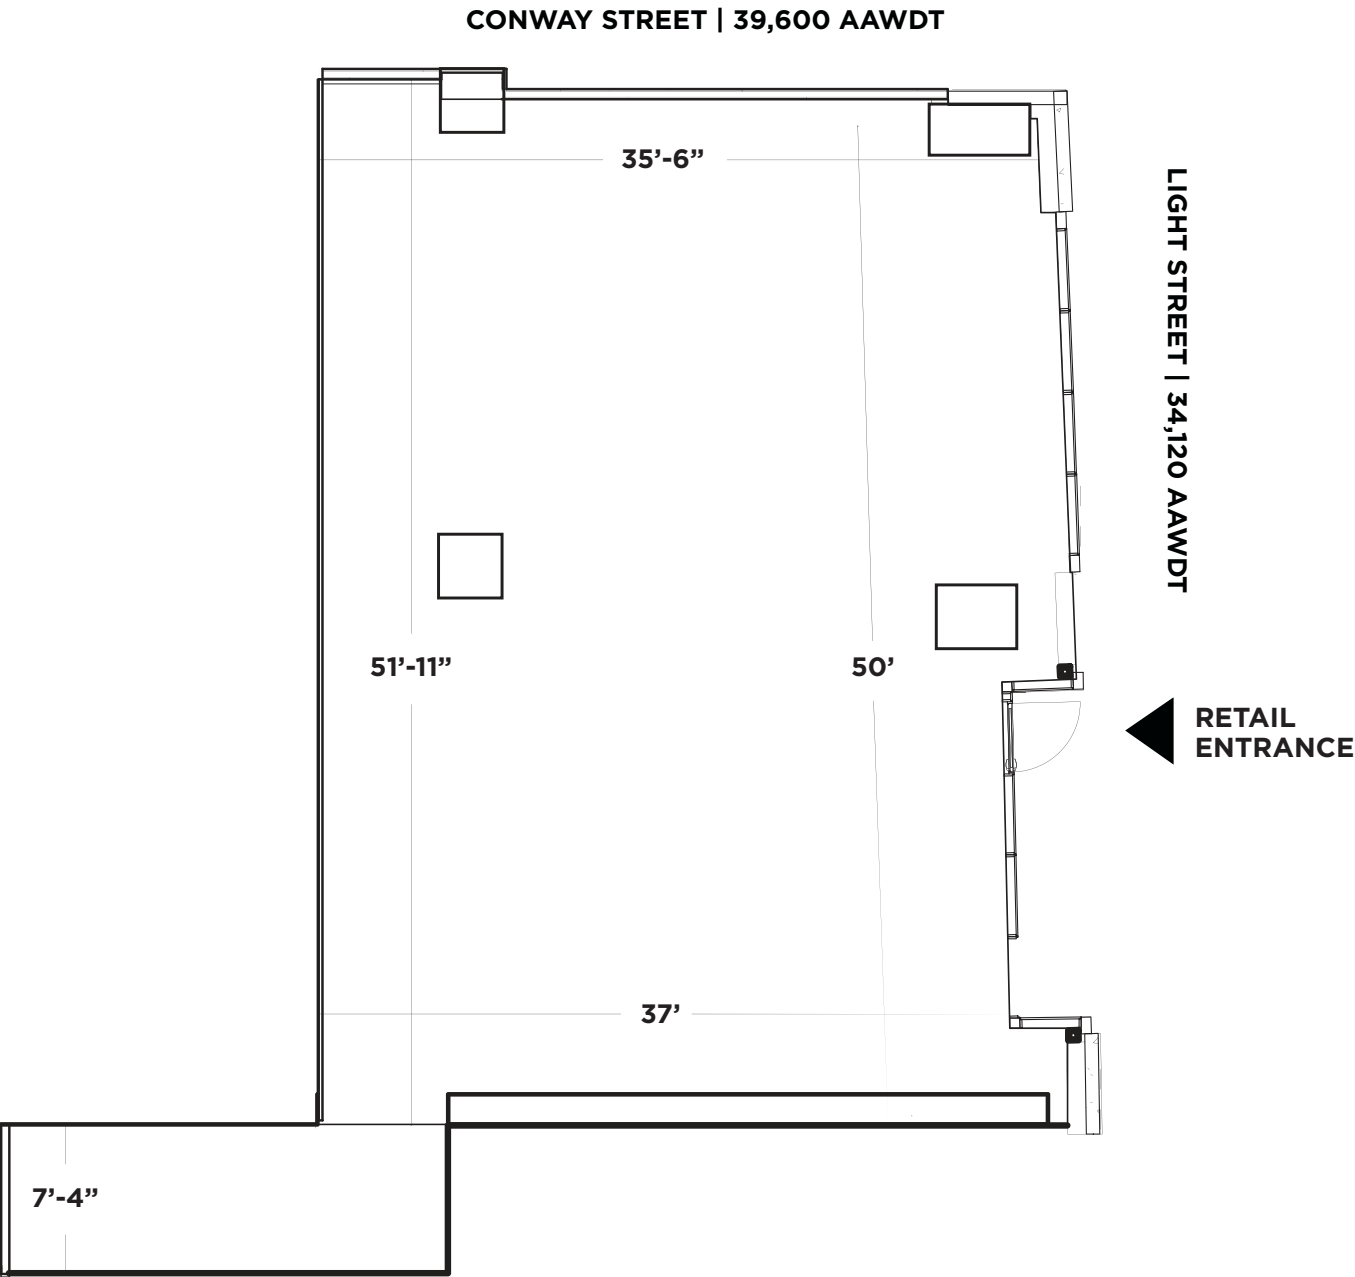 CONWAY STREET | 39,600 AAWDT
35’-6”
LIGHT STREET | 34,120 AAWDT
51’-11”
50’
RETAIL
ENTRANCE
37’
7’-4”